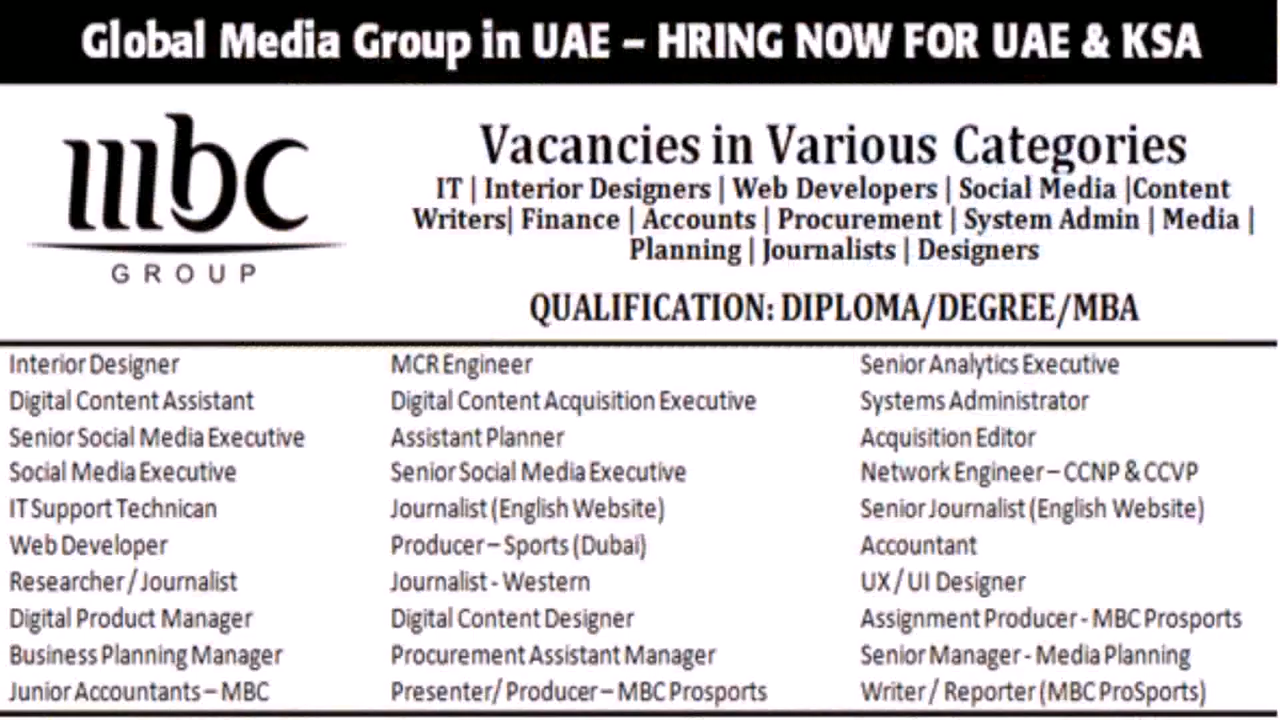 Global Media Group in UAE – HRING NOW FOR UAE & KSA
mbc
GROUP
Vacancies in Various Categories
IT | Interior Designers | Web Developers | Social Media |Content
Writers| Finance | Accounts | Procurement | System Admin | Media |
Planning | Journalists | Designers
QUALIFICATION: DIPLOMA/DEGREE/MBA
Interior Designer
Digital Content Assistant
Senior Social Media Executive
Social Media Executive
IT Support Technican
Web Developer
Researcher / Journalist
Digital Product Manager
Business Planning Manager
Junior Accountants – MBC
MCR Engineer
Digital Content Acquisition Executive
Assistant Planner
Senior Social Media Executive
Journalist (English Website)
Producer – Sports (Dubai)
Journalist - Western
Digital Content Designer
Procurement Assistant Manager
Presenter/ Producer – MBC Prosports
Senior Analytics Executive
Systems Administrator
Acquisition Editor
Network Engineer – CCNP & CCVP
Senior Journalist (English Website)
Accountant
UX / UI Designer
Assignment Producer - MBC Prosports
Senior Manager - Media Planning
Writer / Reporter (MBC ProSports)